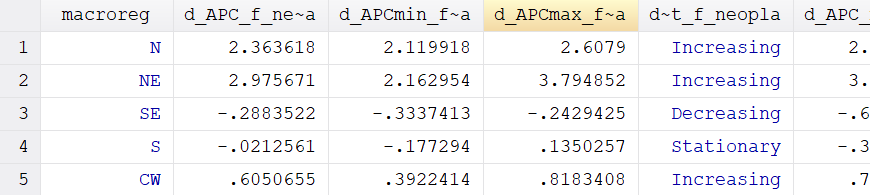 macroreg d_APC_f_ne~a d_APCmin_f~a d_APCmax_f~a d~t_f_neopla d_APC_
1 N 2.363618 2.119918 2.6079 Increasing 2.
2 NE 2.975671 2.162954 3.794852 Increasing 3.
3 SE -.2883522 -.3337413 -.2429425 Decreasing -.6
4 S -.0212561 -.177294 .1350257 Stationary -.3
5 CW .6050655 .3922414 .8183408 Increasing .7